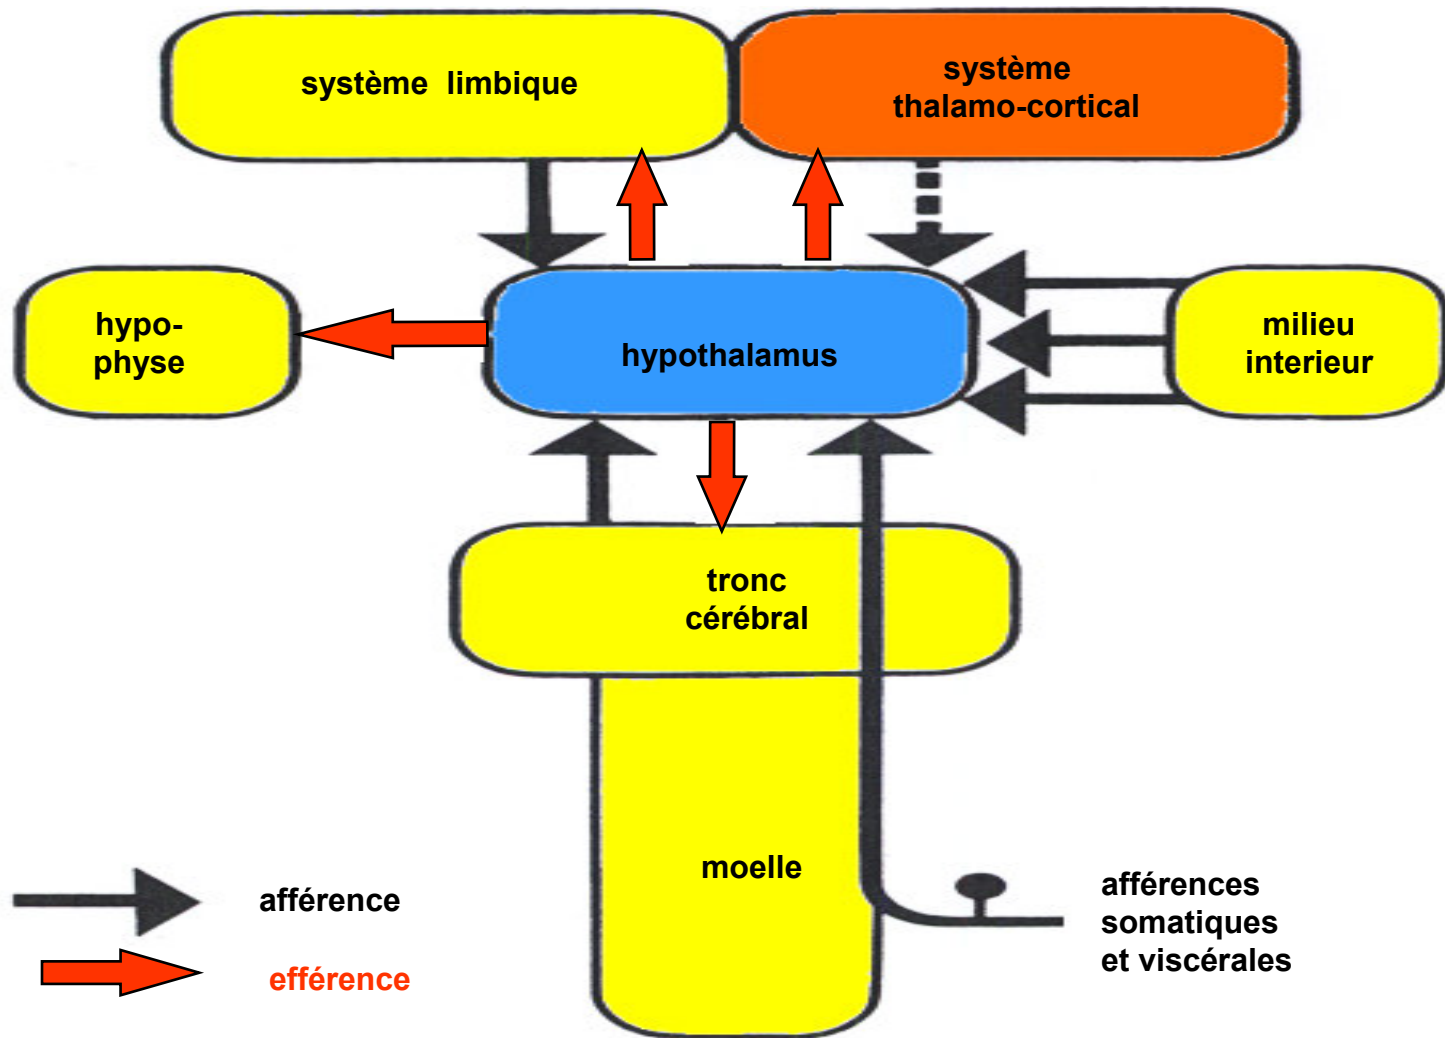 système limbique
système
thalamo-cortical
hypo-
physe
hypothalamus
milieu
interieur
tronc
cérébral
moelle
afférence
efférence
afférences
somatiques
et viscérales